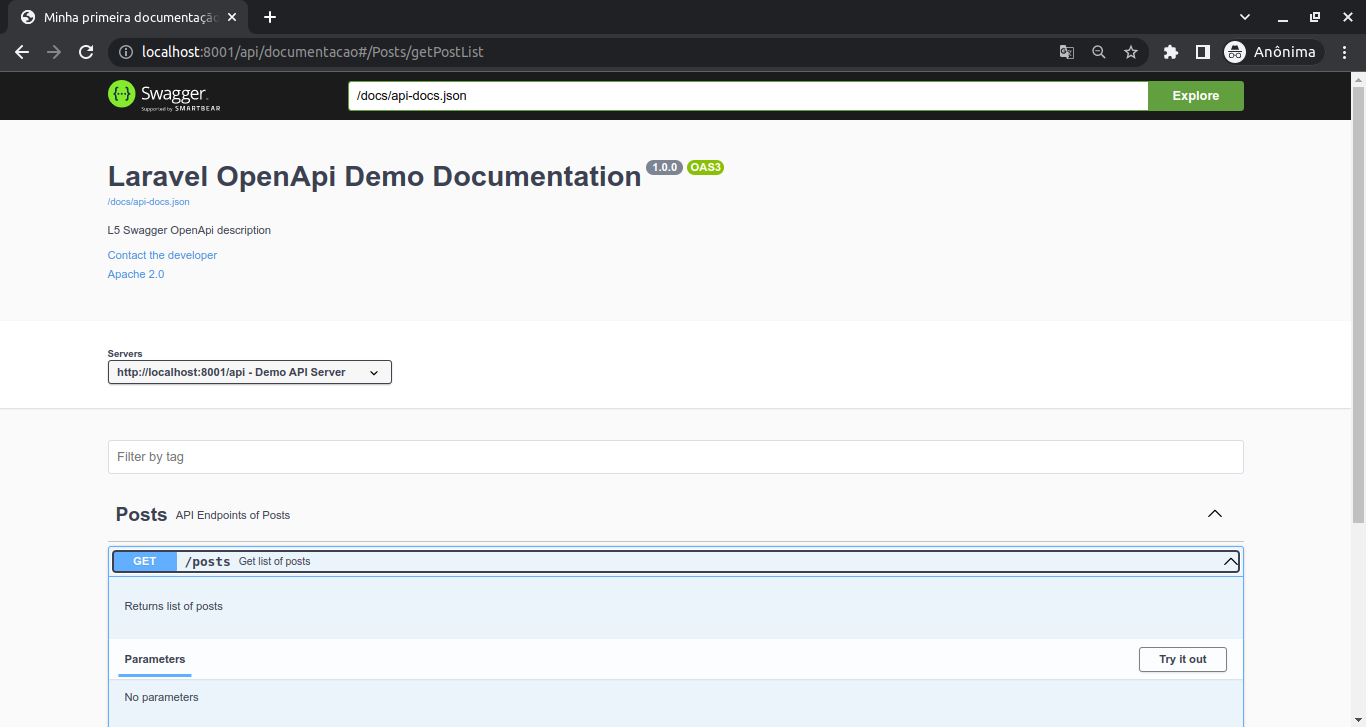 Minha primeira documentação
localhost:8001/api/documentacao#/Posts/getPostList
Anônima
Swagger.
Supported by SMARTBEAR
/docs/api-docs.json
Explore
Laravel OpenApi Demo Documentation 1.0.0 OAS3
/docs/api-docs.json
L5 Swagger OpenApi description
Contact the developer
Apache 2.0
Servers
http://localhost:8001/api - Demo API Server
Filter by tag
Posts API Endpoints of Posts
GET /posts Get list of posts
Returns list of posts
Parameters
Try it out
No parameters